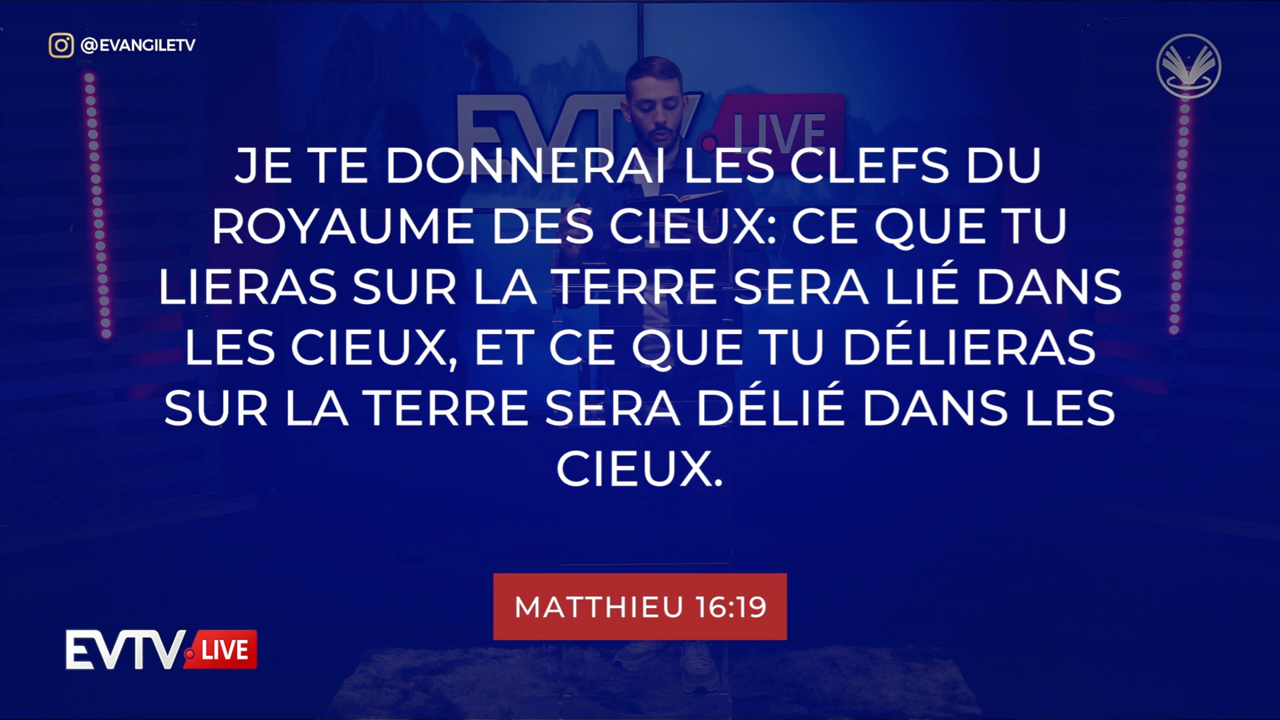 @EVANGILETV
EVTV LIVE
JE TE DONNERAI LES CLEFS DU
ROYAUME DES CIEUX: CE QUE TU
LIERAS SUR LA TERRE SERA LIÉ DANS
LES CIEUX, ET CE QUE TU DÉLIERAS
SUR LA TERRE SERA DÉLIÉ DANS LES
CIEUX.
MATTHIEU 16:19
EVTV LIVE